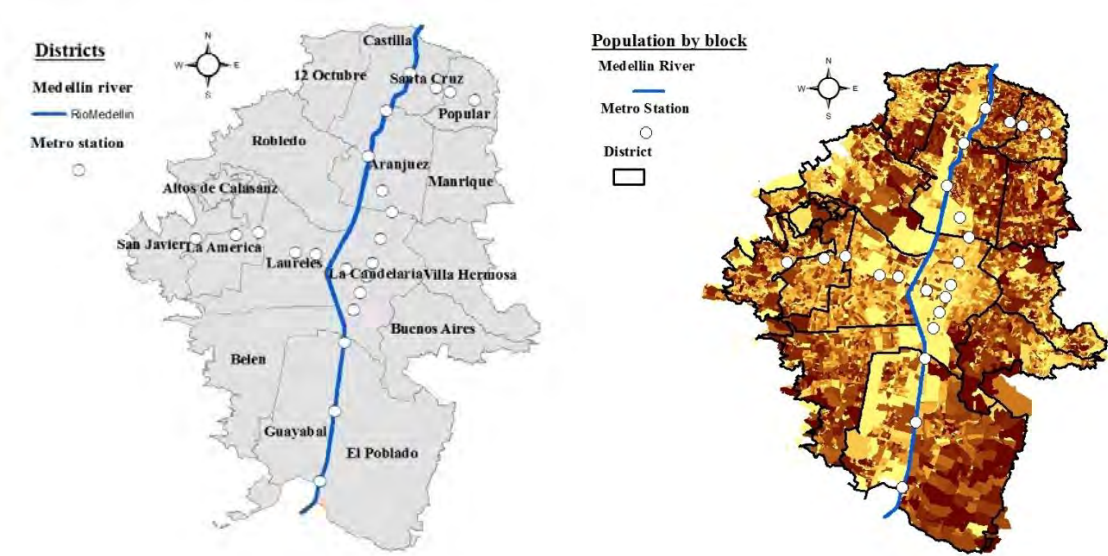 Districts
Medellin river
RioMedellin
Metro station
N
W
E
S
Castilla
12 Octubre
Santa Cruz
Popular
Robledo
Aranjuez
Manrique
Altos de Calasanz
San Javier
La America
Laureles
La Candelaria
Villa Hermosa
Buenos Aires
Belen
Guayabal
El Poblado
Population by block
Medellin River
Metro Station
District
N
W
E
S